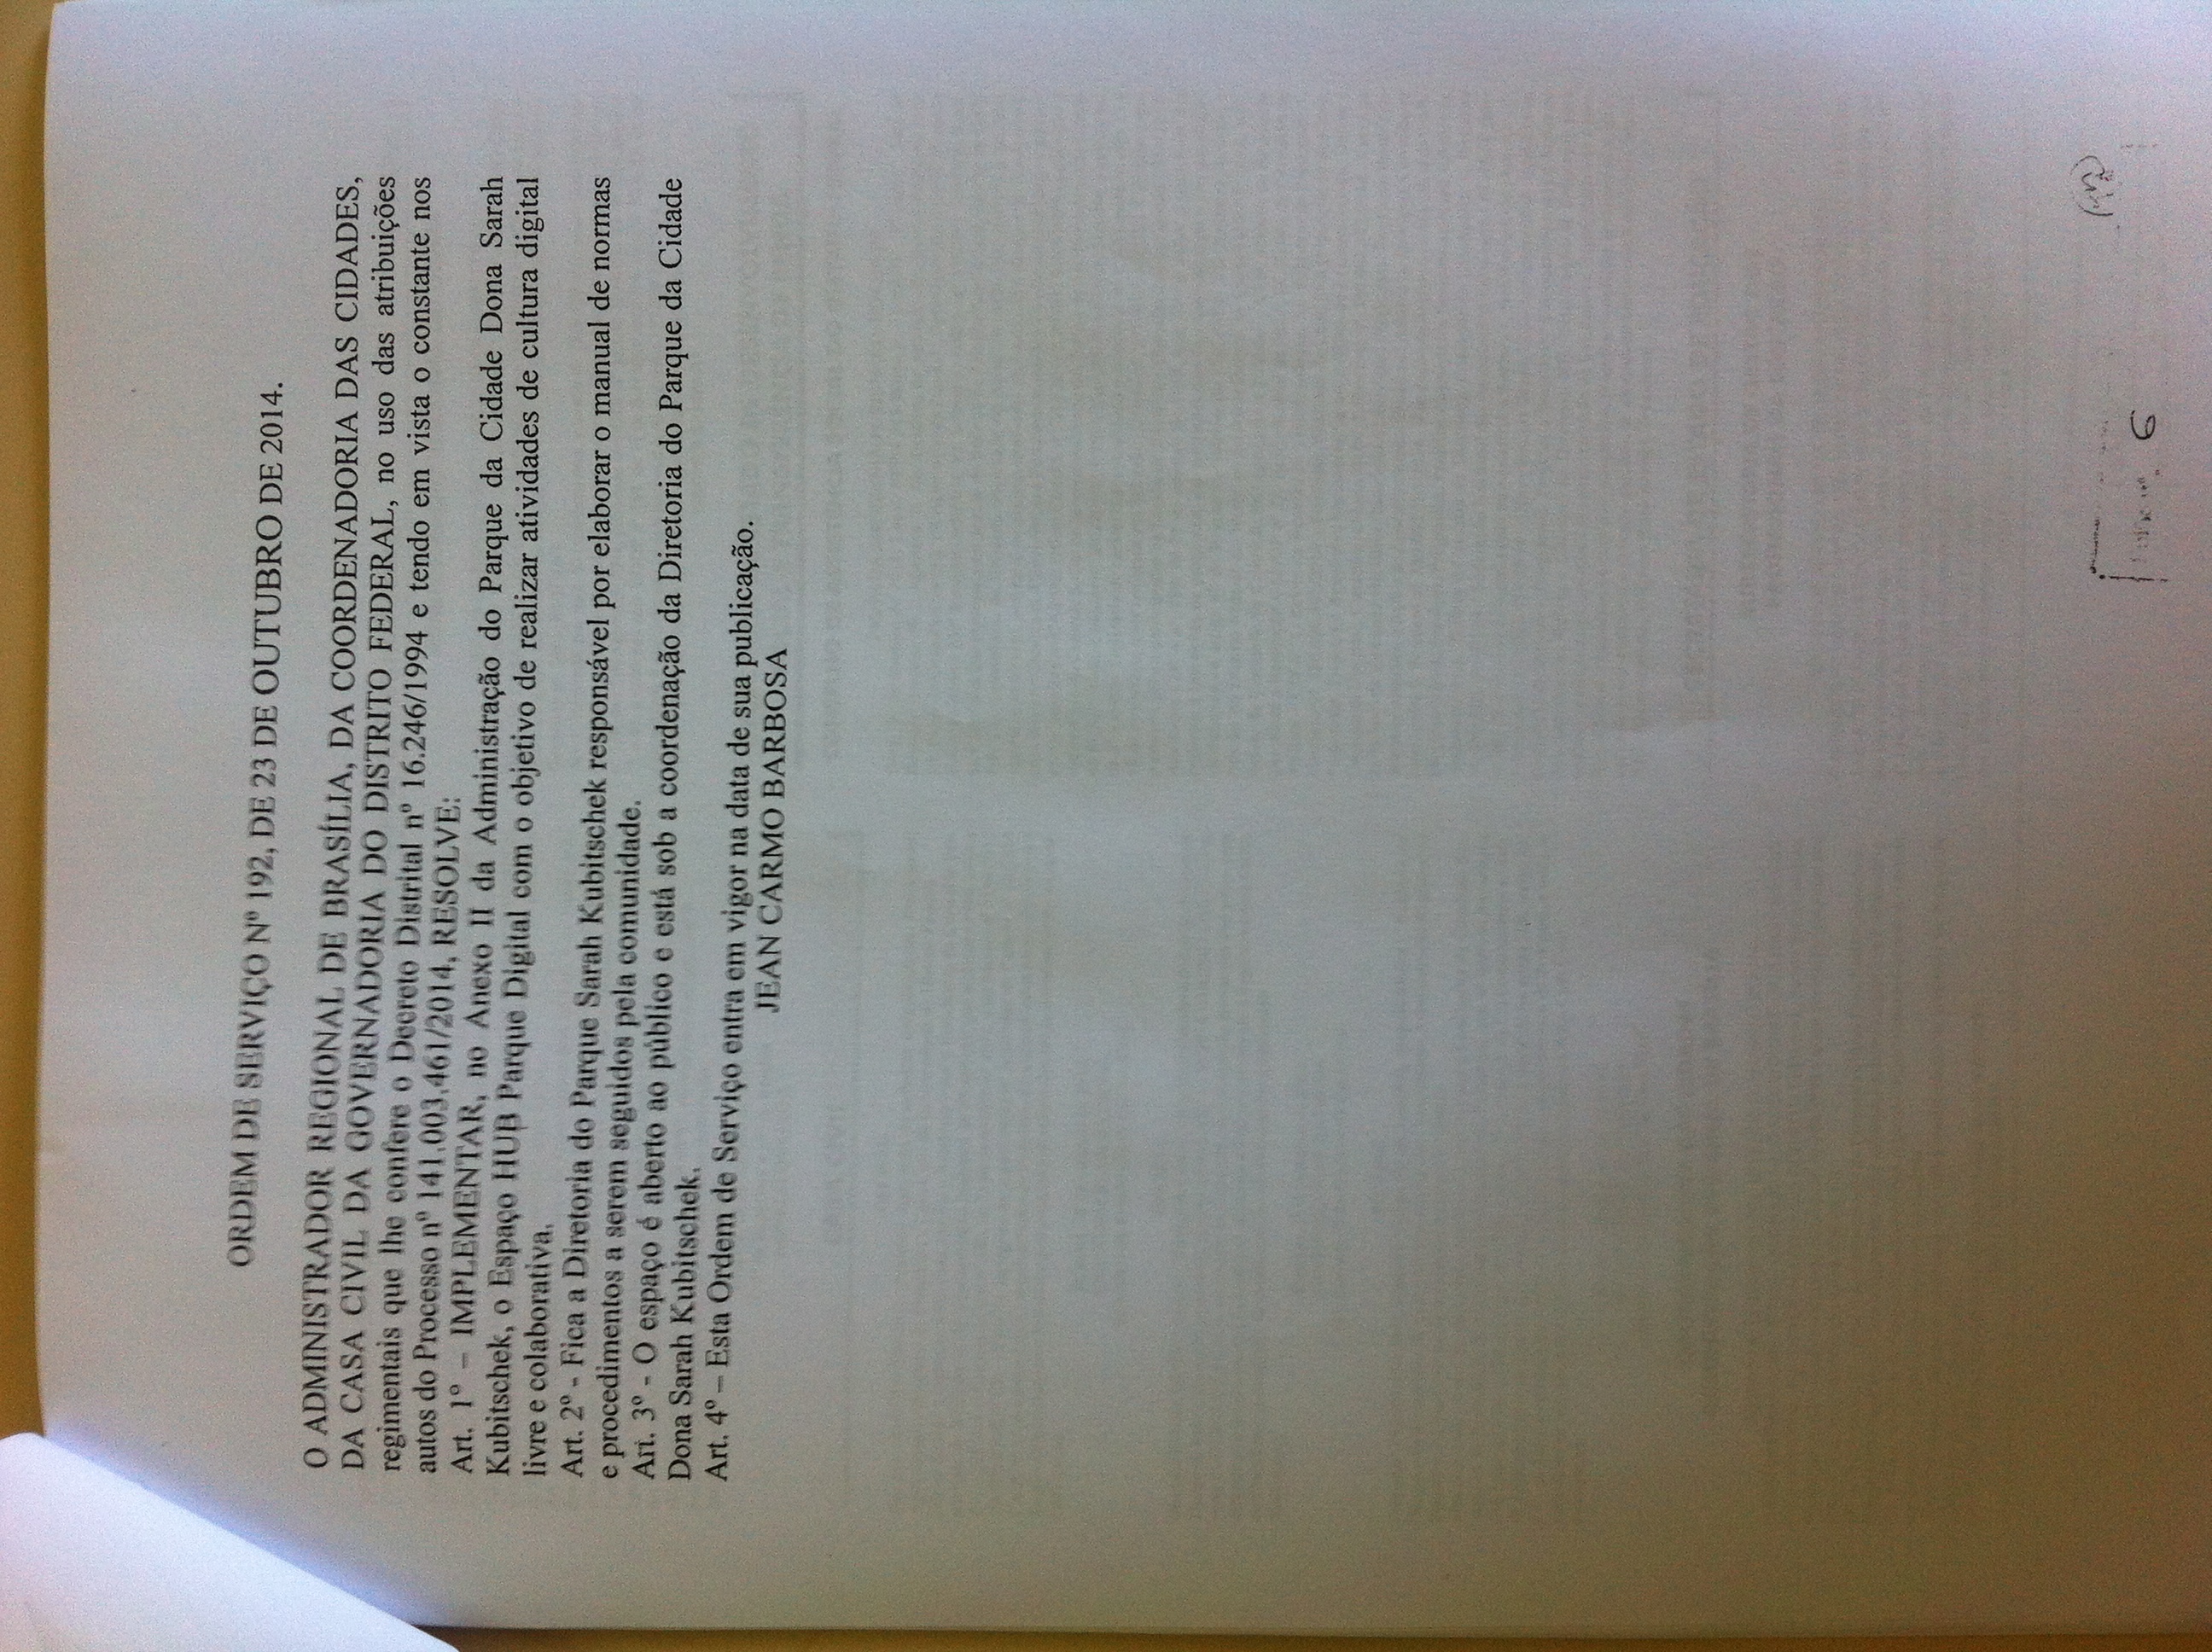 ORDEM DE SERVIÇO Nº 192, DE 23 DE OUTUBRO DE 2014.
O ADMINISTRADOR REGIONAL DE BRASÍLIA, DA COORDENADORIA DAS CIDADES,
DA CASA CIVIL DA GOVERNADORIA DO DISTRITO FEDERAL, no uso das atribuições
regimentais que lhe confere o Decreto Distrital nº 16.246/1994 e tendo em vista o constante nos
autos do Processo nº 141.003.461/2014, RESOLVE:
Art. 1º – IMPLEMENTAR, no Anexo II da Administração do Parque da Cidade Dona Sarah
Kubitschek, o Espaço HUB Parque Digital com o objetivo de realizar atividades de cultura digital
livre e colaborativa.
Art. 2º - Fica a Diretoria do Parque Sarah Kubitschek responsável por elaborar o manual de normas
e procedimentos a serem seguidos pela comunidade.
Art. 3º - O espaço é aberto ao público e está sob a coordenação da Diretoria do Parque da Cidade
Dona Sarah Kubitschek.
Art. 4º – Esta Ordem de Serviço entra em vigor na data de sua publicação.
JEAN CARMO BARBOSA
6